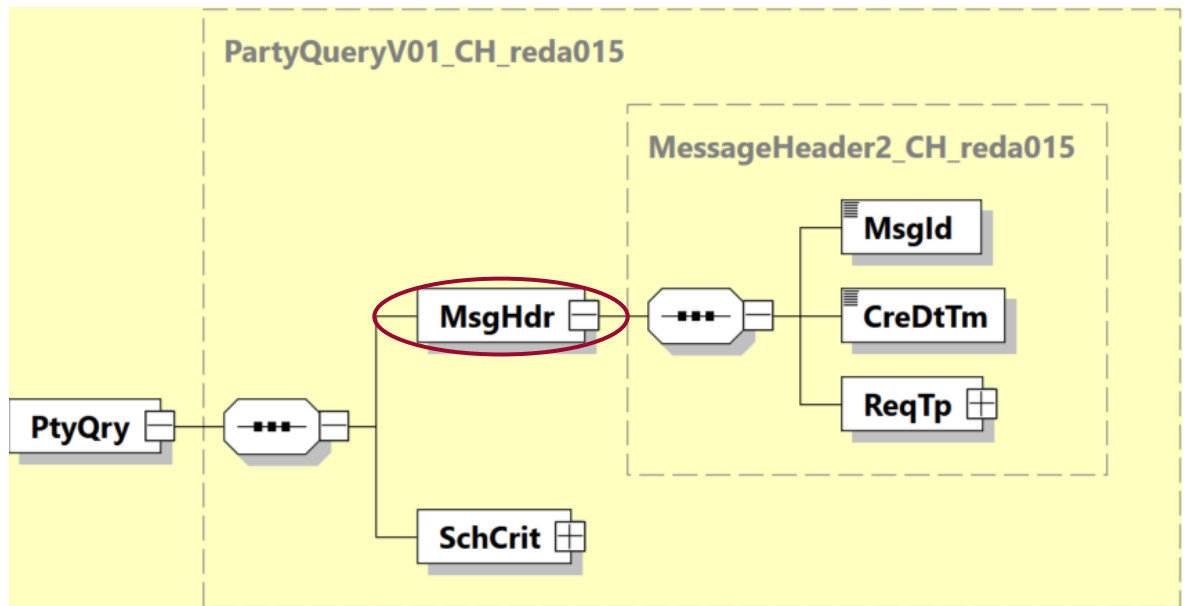 PartyQueryV01_CH_reda015
MessageHeader2_CH_reda015
MsgId
MsgHdr
CreDtTm
ReqTp
PtyQry
SchCrit